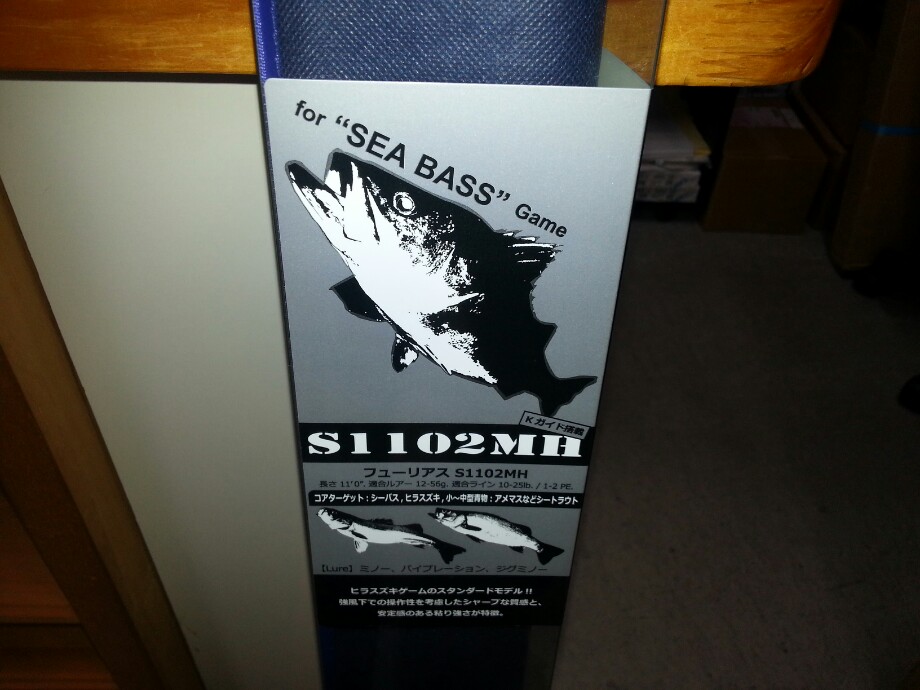 for "SEA BASS" Game
Kガイド搭載
S1102MH
フューリアス S1102MH
長さ 11'0". 適合ルアー 12-56g. 適合ライン 10-25lb. / 1-2 PE.
コアターゲット：シーバス，ヒラスズキ，小～中型青物：アメマスなどシートラウト
【Lure】ミノー、バイブレーション、ジグミノー
ヒラスズキゲームのスタンダードモデル!!
強風下での操作性を考慮したシャープな質感と、
安定感のある粘り強さが特徴。